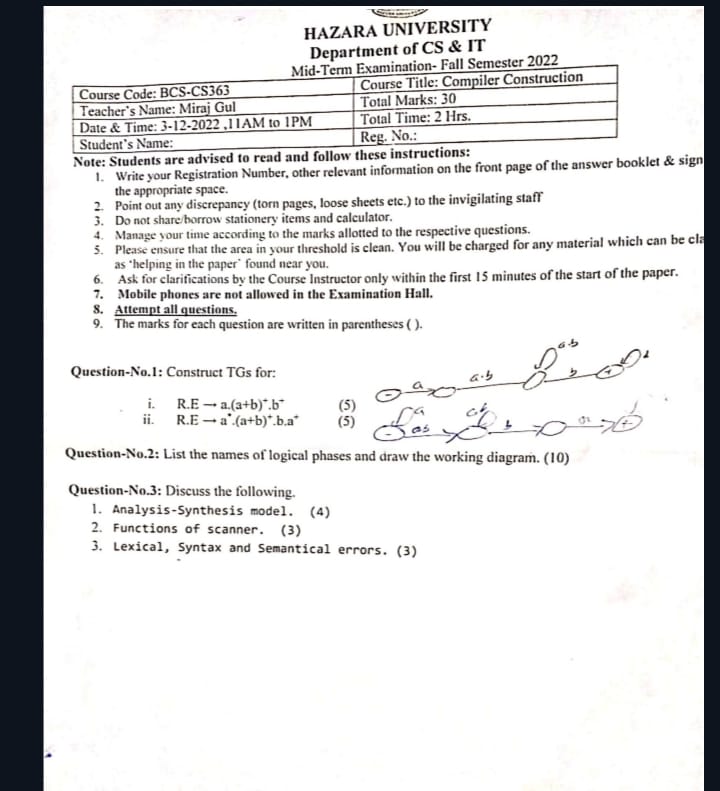 HAZARA UNIVERSITY
Department of CS & IT
Mid-Term Examination- Fall Semester 2022
Course Code: BCS-CS363 Course Title: Compiler Construction
Teacher's Name: Miraj Gul Total Marks: 30
Date & Time: 3-12-2022 ,11AM to 1PM Total Time: 2 Hrs.
Student's Name: Reg. No.:
Note: Students are advised to read and follow these instructions:
1. Write your Registration Number, other relevant information on the front page of the answer booklet & sign
the appropriate space.
2. Point out any discrepancy (torn pages, loose sheets etc.) to the invigilating staff
3. Do not share/borrow stationery items and calculator.
4. Manage your time according to the marks allotted to the respective questions.
5. Please ensure that the area in your threshold is clean. You will be charged for any material which can be cla
as 'helping in the paper' found near you.
6. Ask for clarifications by the Course Instructor only within the first 15 minutes of the start of the paper.
7. Mobile phones are not allowed in the Examination Hall.
8. Attempt all questions.
9. The marks for each question are written in parentheses ( ).
Question-No.1: Construct TGs for:
i. R.E → a.(a+b)*.b* (5)
ii. R.E → a*.(a+b)*.b.a* (5)
a a.b a.b b
a b
Question-No.2: List the names of logical phases and draw the working diagram. (10)
Question-No.3: Discuss the following.
1. Analysis-Synthesis model. (4)
2. Functions of scanner. (3)
3. Lexical, Syntax and Semantical errors. (3)